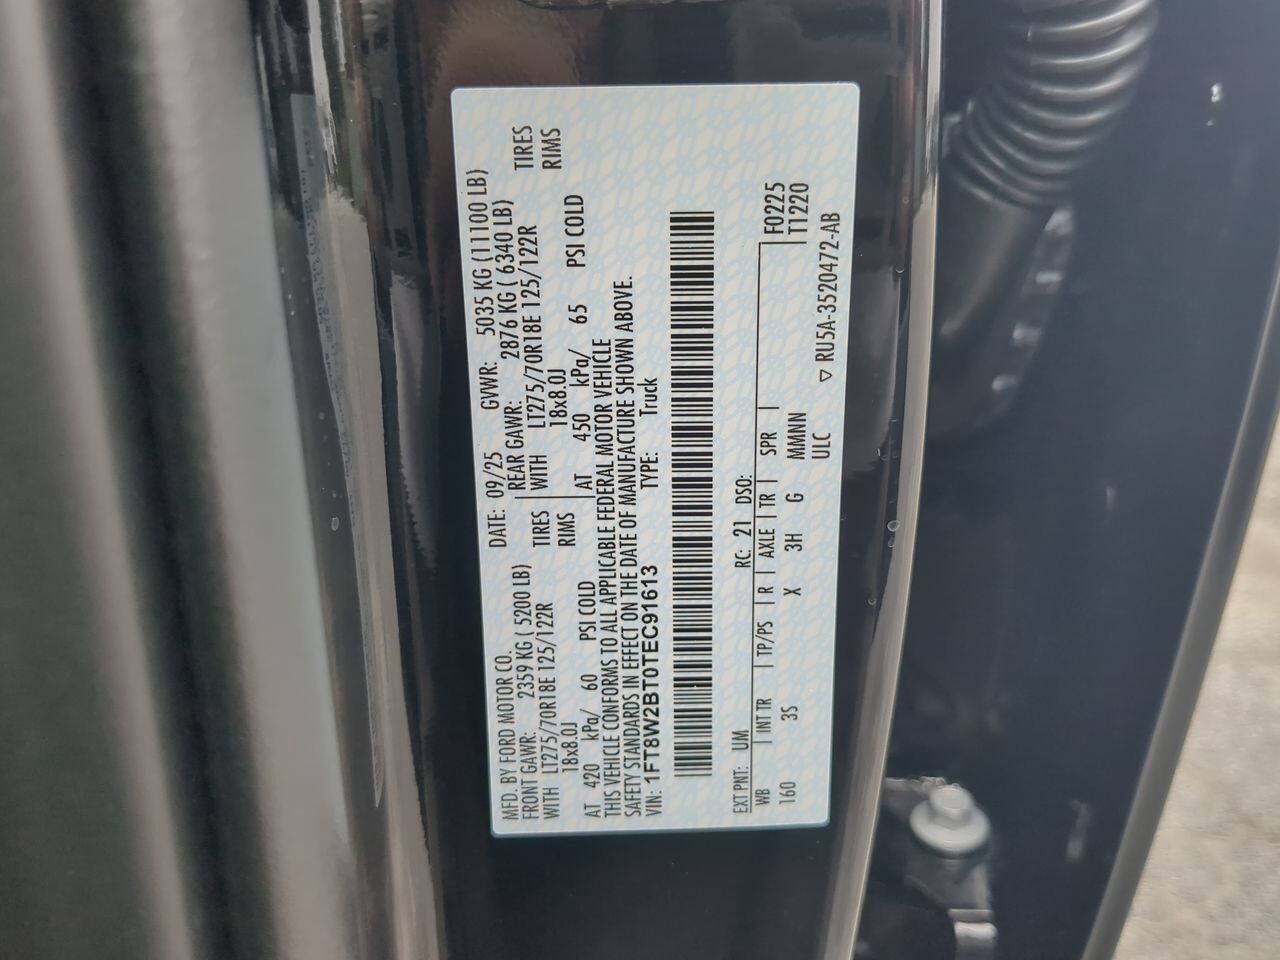 MFD. BY FORD MOTOR CO.
DATE: 09/25 GVWR: 5035 KG (11100 LB)
FRONT GAWR: 2359 KG ( 5200 LB)
REAR GAWR: 2876 KG ( 6340 LB)
WITH LT275/70R18E 125/122R TIRES
WITH LT275/70R18E 125/122R TIRES
18x8.0J RIMS
18x8.0J RIMS
AT 420 kPa/ 60 PSI COLD
AT 450 kPa/ 65 PSI COLD
THIS VEHICLE CONFORMS TO ALL APPLICABLE FEDERAL MOTOR VEHICLE
SAFETY STANDARDS IN EFFECT ON THE DATE OF MANUFACTURE SHOWN ABOVE.
VIN: 1FT8W2BT0TEC91613 TYPE: Truck
EXT PNT: UM RC: 21 DSO:
WB INT TR TP/PS R AXLE TR SPR F0225
160 3S X 3H G MMMNN T1220
ULC ▽ RU5A-3520472-AB